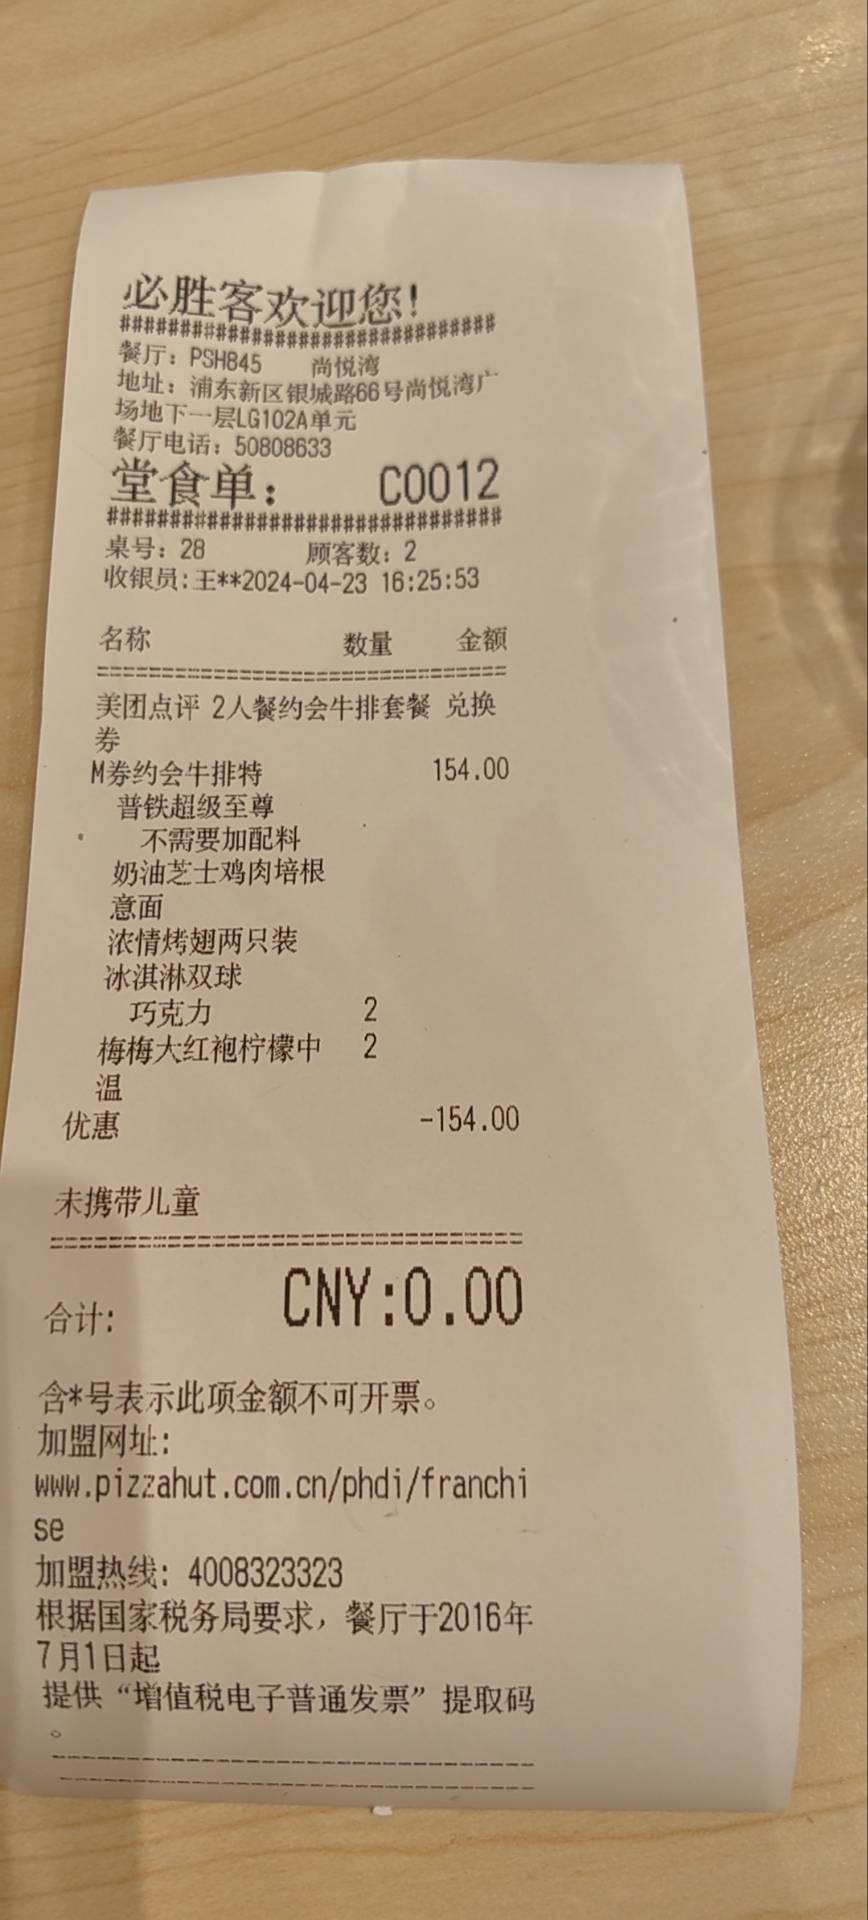 必胜客欢迎您!
######################################
餐厅: PSH845 尚悦湾
地址: 浦东新区银城路66号尚悦湾广
场地下一层LG102A单元
餐厅电话: 50808633
堂食单: C0012
######################################
桌号: 28 顾客数: 2
收银员:王**2024-04-23 16:25:53
名称 数量 金额
======================================
美团点评 2人餐约会牛排套餐 兑换
券
M券约会牛排特 154.00
普铁超级至尊
不需要加配料
奶油芝士鸡肉培根
意面
浓情烤翅两只装
冰淇淋双球
巧克力 2
梅梅大红袍柠檬中 2
温
优惠 -154.00
未携带儿童
======================================
合计: CNY:0.00
含*号表示此项金额不可开票。
加盟网址:
www.pizzahut.com.cn/phdi/franchi
se
加盟热线: 4008323323
根据国家税务局要求，餐厅于2016年
7月1日起
提供“增值税电子普通发票”提取码
。
--------------------------------------
--------------------------------------